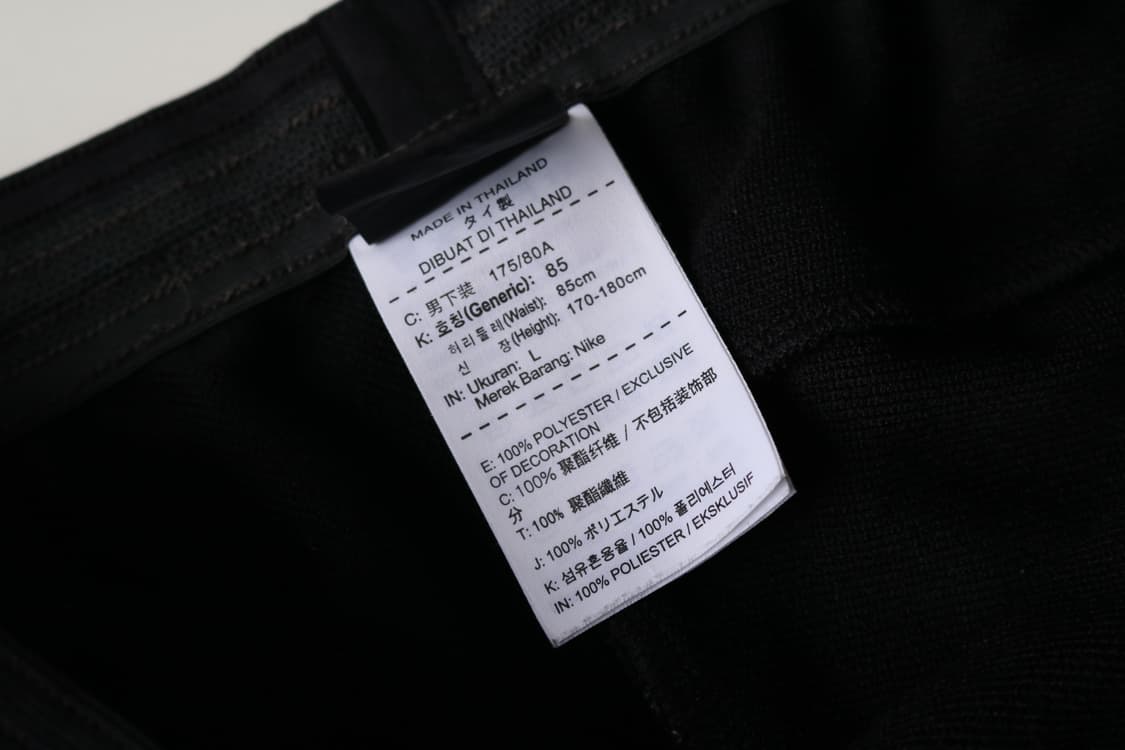 MADE IN THAILAND
タイ製
DIBUAT DI THAILAND
C: 男下装 175/80A
K: 호칭(Generic): 85
허리둘레(Waist): 85cm
신 장(Height): 170-180cm
IN: Ukuran: L
Merek Barang: Nike
E: 100% POLYESTER / EXCLUSIVE
OF DECORATION
C: 100% 聚酯纤维 / 不包括装饰部
分
T: 100% 聚酯纖維
J: 100% ポリエステル
K: 섬유혼용율 / 100% 폴리에스터
IN: 100% POLIESTER / EKSKLUSIF